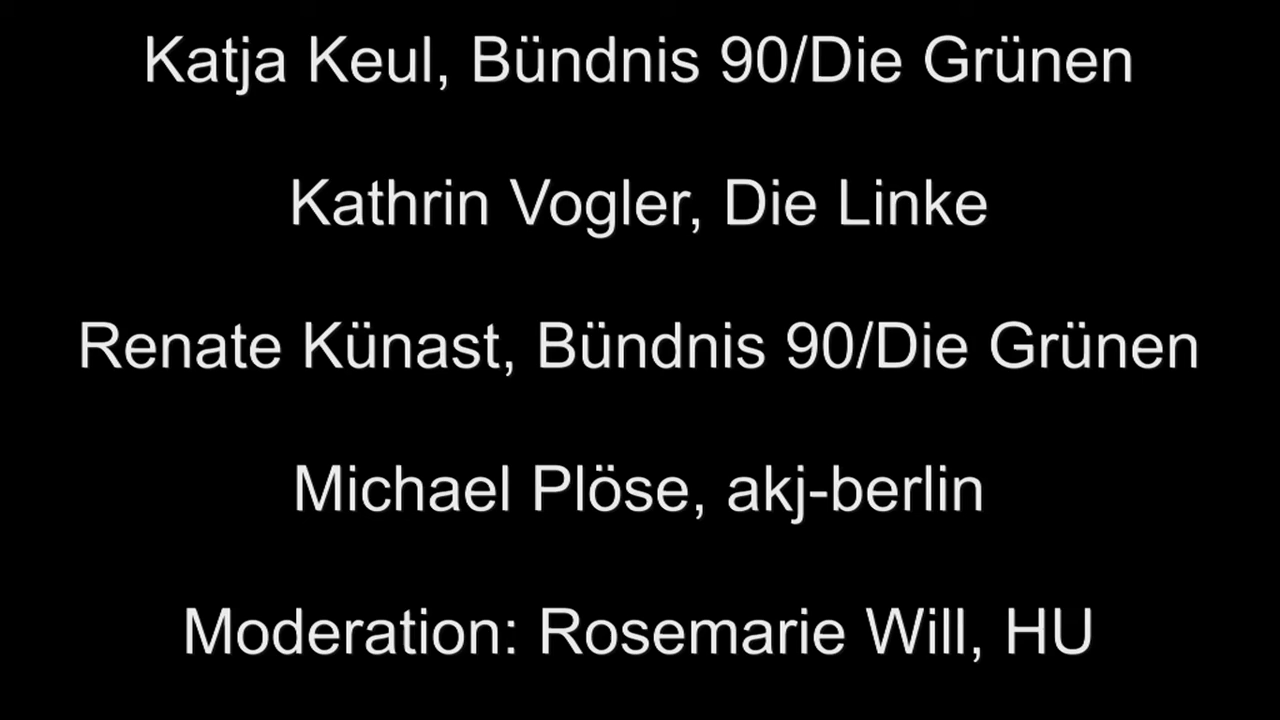 Katja Keul, Bündnis 90/Die Grünen
Kathrin Vogler, Die Linke
Renate Künast, Bündnis 90/Die Grünen
Michael Plöse, akj-berlin
Moderation: Rosemarie Will, HU